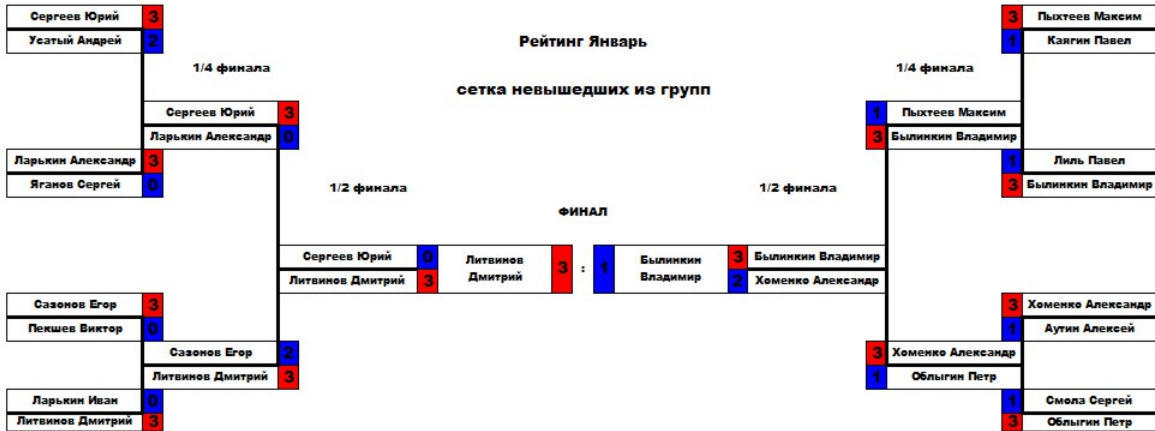 Сергеев Юрий 3
Усатый Андрей 2
3 Пыхтеев Максим
1 Каягин Павел
Рейтинг Январь
1/4 финала
1/4 финала
сетка невышедших из групп
Сергеев Юрий 3
Ларькин Александр 0
1 Пыхтеев Максим
3 Былинкин Владимир
Ларькин Александр 3
Яганов Сергей 0
1 Лиль Павел
3 Былинкин Владимир
1/2 финала
1/2 финала
ФИНАЛ
Сергеев Юрий 0
Литвинов Дмитрий 3
Литвинов
Дмитрий
3 : 1
Былинкин
Владимир
3 Былинкин Владимир
2 Хоменко Александр
Сазонов Егор 3
Пекшев Виктор 0
3 Хоменко Александр
1 Аутин Алексей
Сазонов Егор 2
Литвинов Дмитрий 3
3 Хоменко Александр
1 Облыгин Петр
Ларькин Иван 0
Литвинов Дмитрий 3
1 Смола Сергей
3 Облыгин Петр